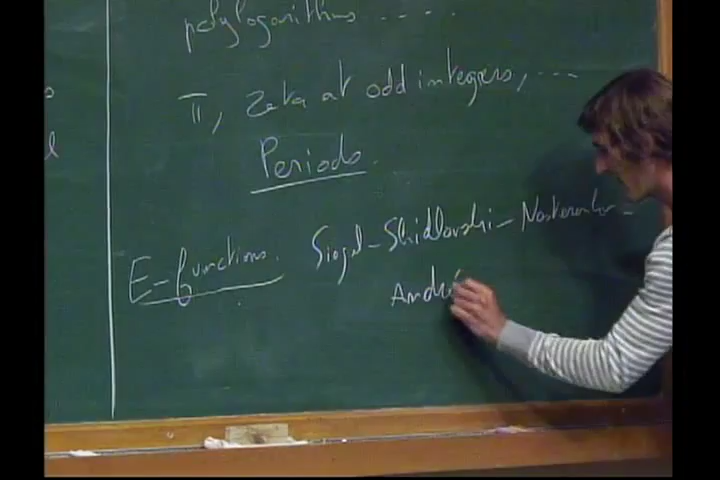 polylogarithms .....
π, Zeta at odd integers, ...
Periods.
E-functions. Siegel-Shidlovski-Nesterenko-
André